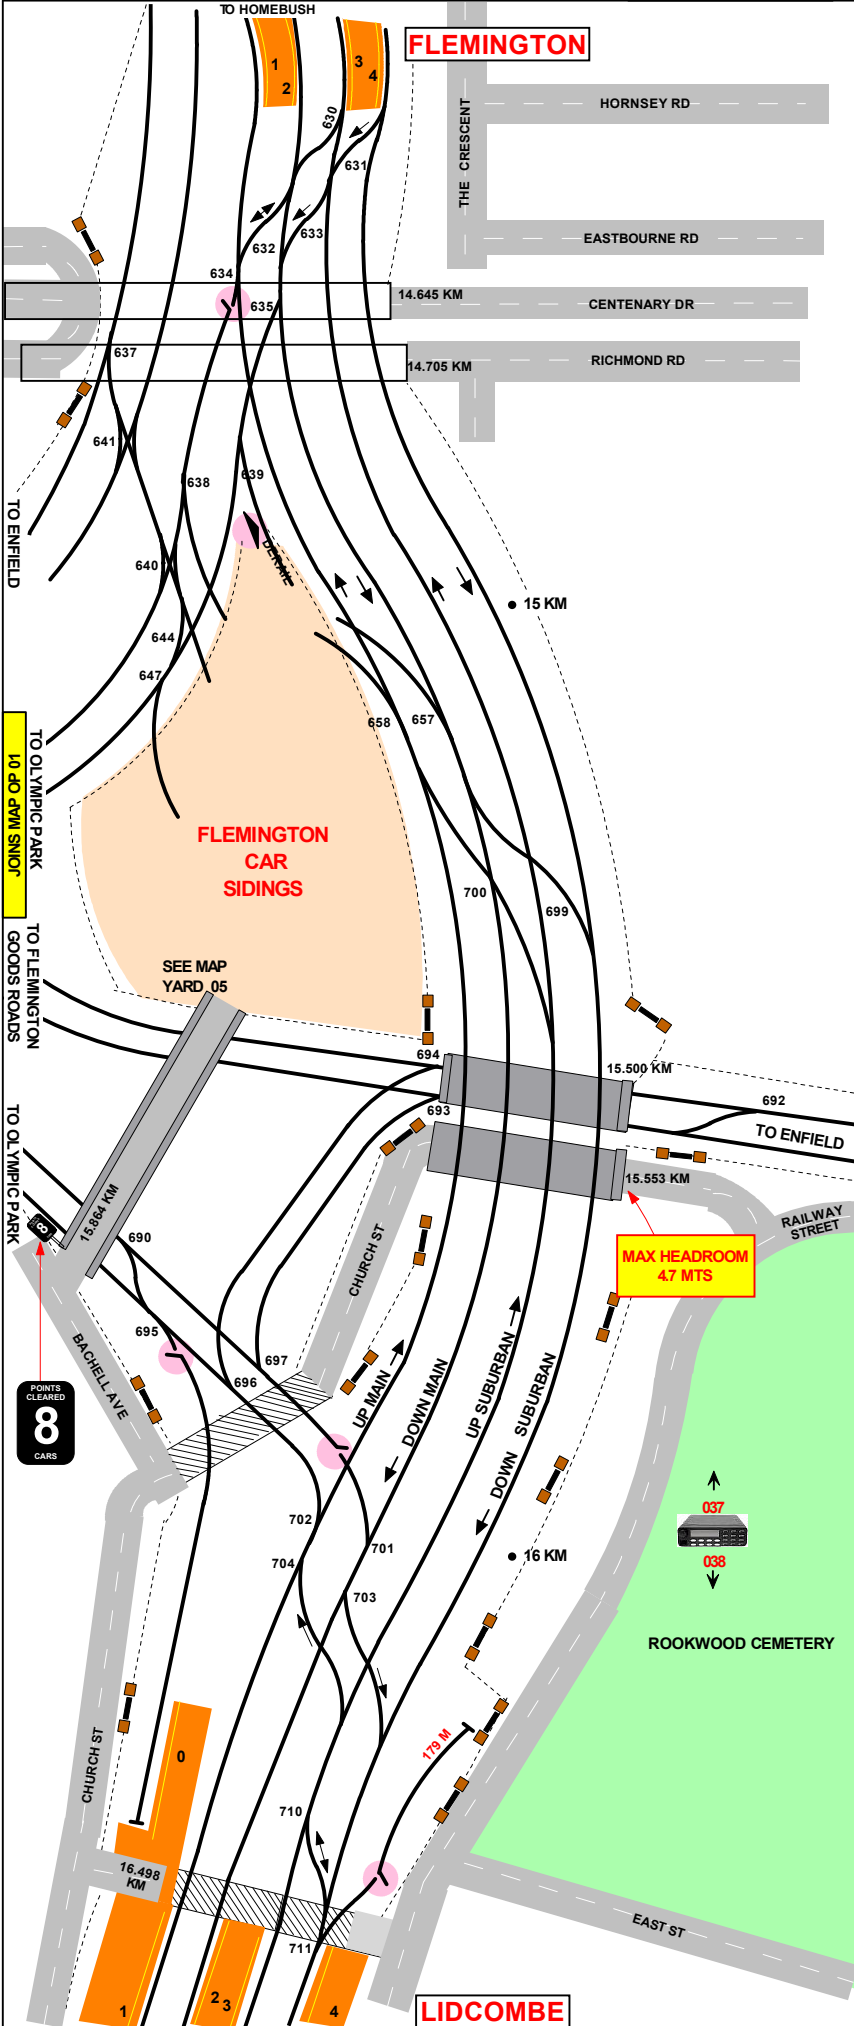 TO HOMEBUSH
FLEMINGTON
1
2
3
4
630
631
THE CRESCENT
HORNSEY RD
632
633
EASTBOURNE RD
634
635
14.645 KM
CENTENARY DR
637
14.705 KM
RICHMOND RD
641
638
639
TO ENFIELD
DERAIL
640
15 KM
644
647
658
657
TO OLYMPIC PARK
JOINS MAP OP 01
FLEMINGTON
CAR
SIDINGS
700
699
TO FLEMINGTON
GOODS ROADS
SEE MAP
YARD 05
694
15.500 KM
692
693
TO ENFIELD
TO OLYMPIC PARK
15.553 KM
15.864 KM
8
690
CHURCH ST
RAILWAY
STREET
MAX HEADROOM
4.7 MTS
695
BACHELL AVE
697
696
UP MAIN
DOWN MAIN
UP SUBURBAN
DOWN SUBURBAN
POINTS
CLEARED
8
CARS
702
701
704
703
16 KM
037
038
ROOKWOOD CEMETERY
CHURCH ST
0
179 M
710
16.498
KM
711
EAST ST
1
2
3
4
LIDCOMBE